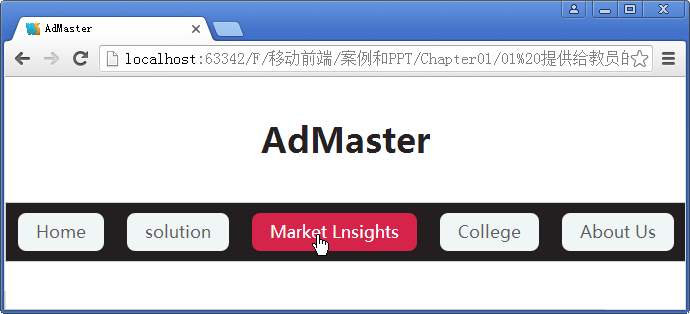 AdMaster
localhost:63342/F/移动前端/案例和PPT/Chapter01/01%20提供给教员的
AdMaster
Home
solution
Market Lnsights
College
About Us